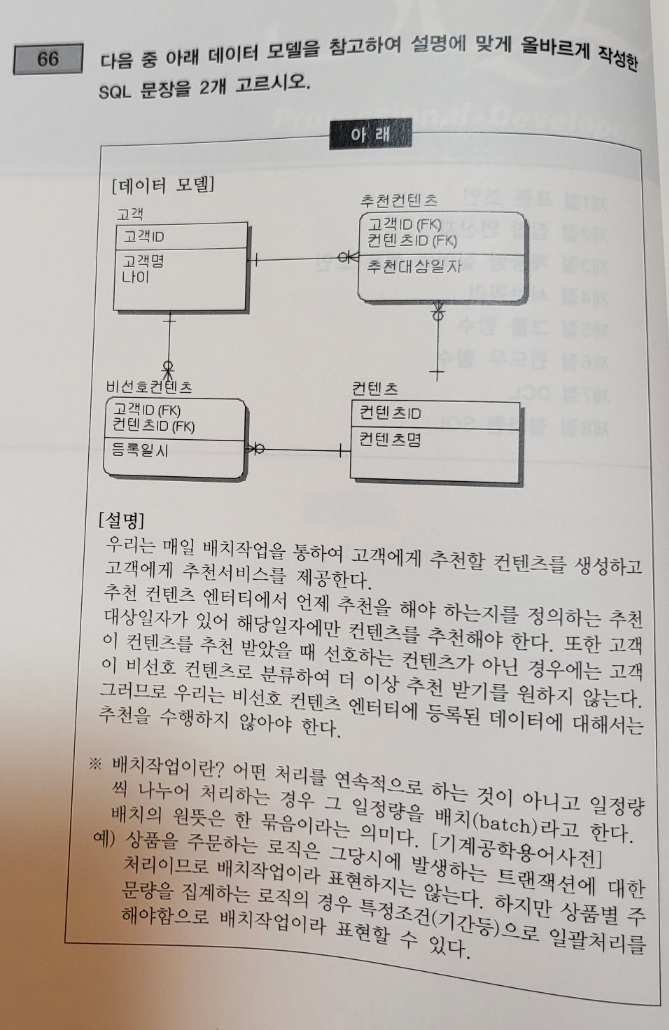 66
다음 중 아래 데이터 모델을 참고하여 설명에 맞게 올바르게 작성한
SQL 문장을 2개 고르시오.
아 래
[데이터 모델]
고객
고객ID
고객명
나이
추천컨텐츠
고객ID (FK)
컨텐츠ID (FK)
추천대상일자
비선호컨텐츠
고객ID (FK)
컨텐츠ID (FK)
등록일시
컨텐츠
컨텐츠ID
컨텐츠명
[설명]
우리는 매일 배치작업을 통하여 고객에게 추천할 컨텐츠를 생성하고
고객에게 추천서비스를 제공한다.
추천 컨텐츠 엔터티에서 언제 추천을 해야 하는지를 정의하는 추천
대상일자가 있어 해당일자에만 컨텐츠를 추천해야 한다. 또한 고객
이 컨텐츠를 추천 받았을 때 선호하는 컨텐츠가 아닌 경우에는 고객
이 비선호 컨텐츠로 분류하여 더 이상 추천 받기를 원하지 않는다.
그러므로 우리는 비선호 컨텐츠 엔터티에 등록된 데이터에 대해서는
추천을 수행하지 않아야 한다.
※ 배치작업이란? 어떤 처리를 연속적으로 하는 것이 아니고 일정량
씩 나누어 처리하는 경우 그 일정량을 배치(batch)라고 한다.
배치의 원뜻은 한 묶음이라는 의미다. [기계공학용어사전]
예) 상품을 주문하는 로직은 그당시에 발생하는 트랜잭션에 대한
처리이므로 배치작업이라 표현하지는 않는다. 하지만 상품별 주
문량을 집계하는 로직의 경우 특정조건(기간등)으로 일괄처리를
해야함으로 배치작업이라 표현할 수 있다.